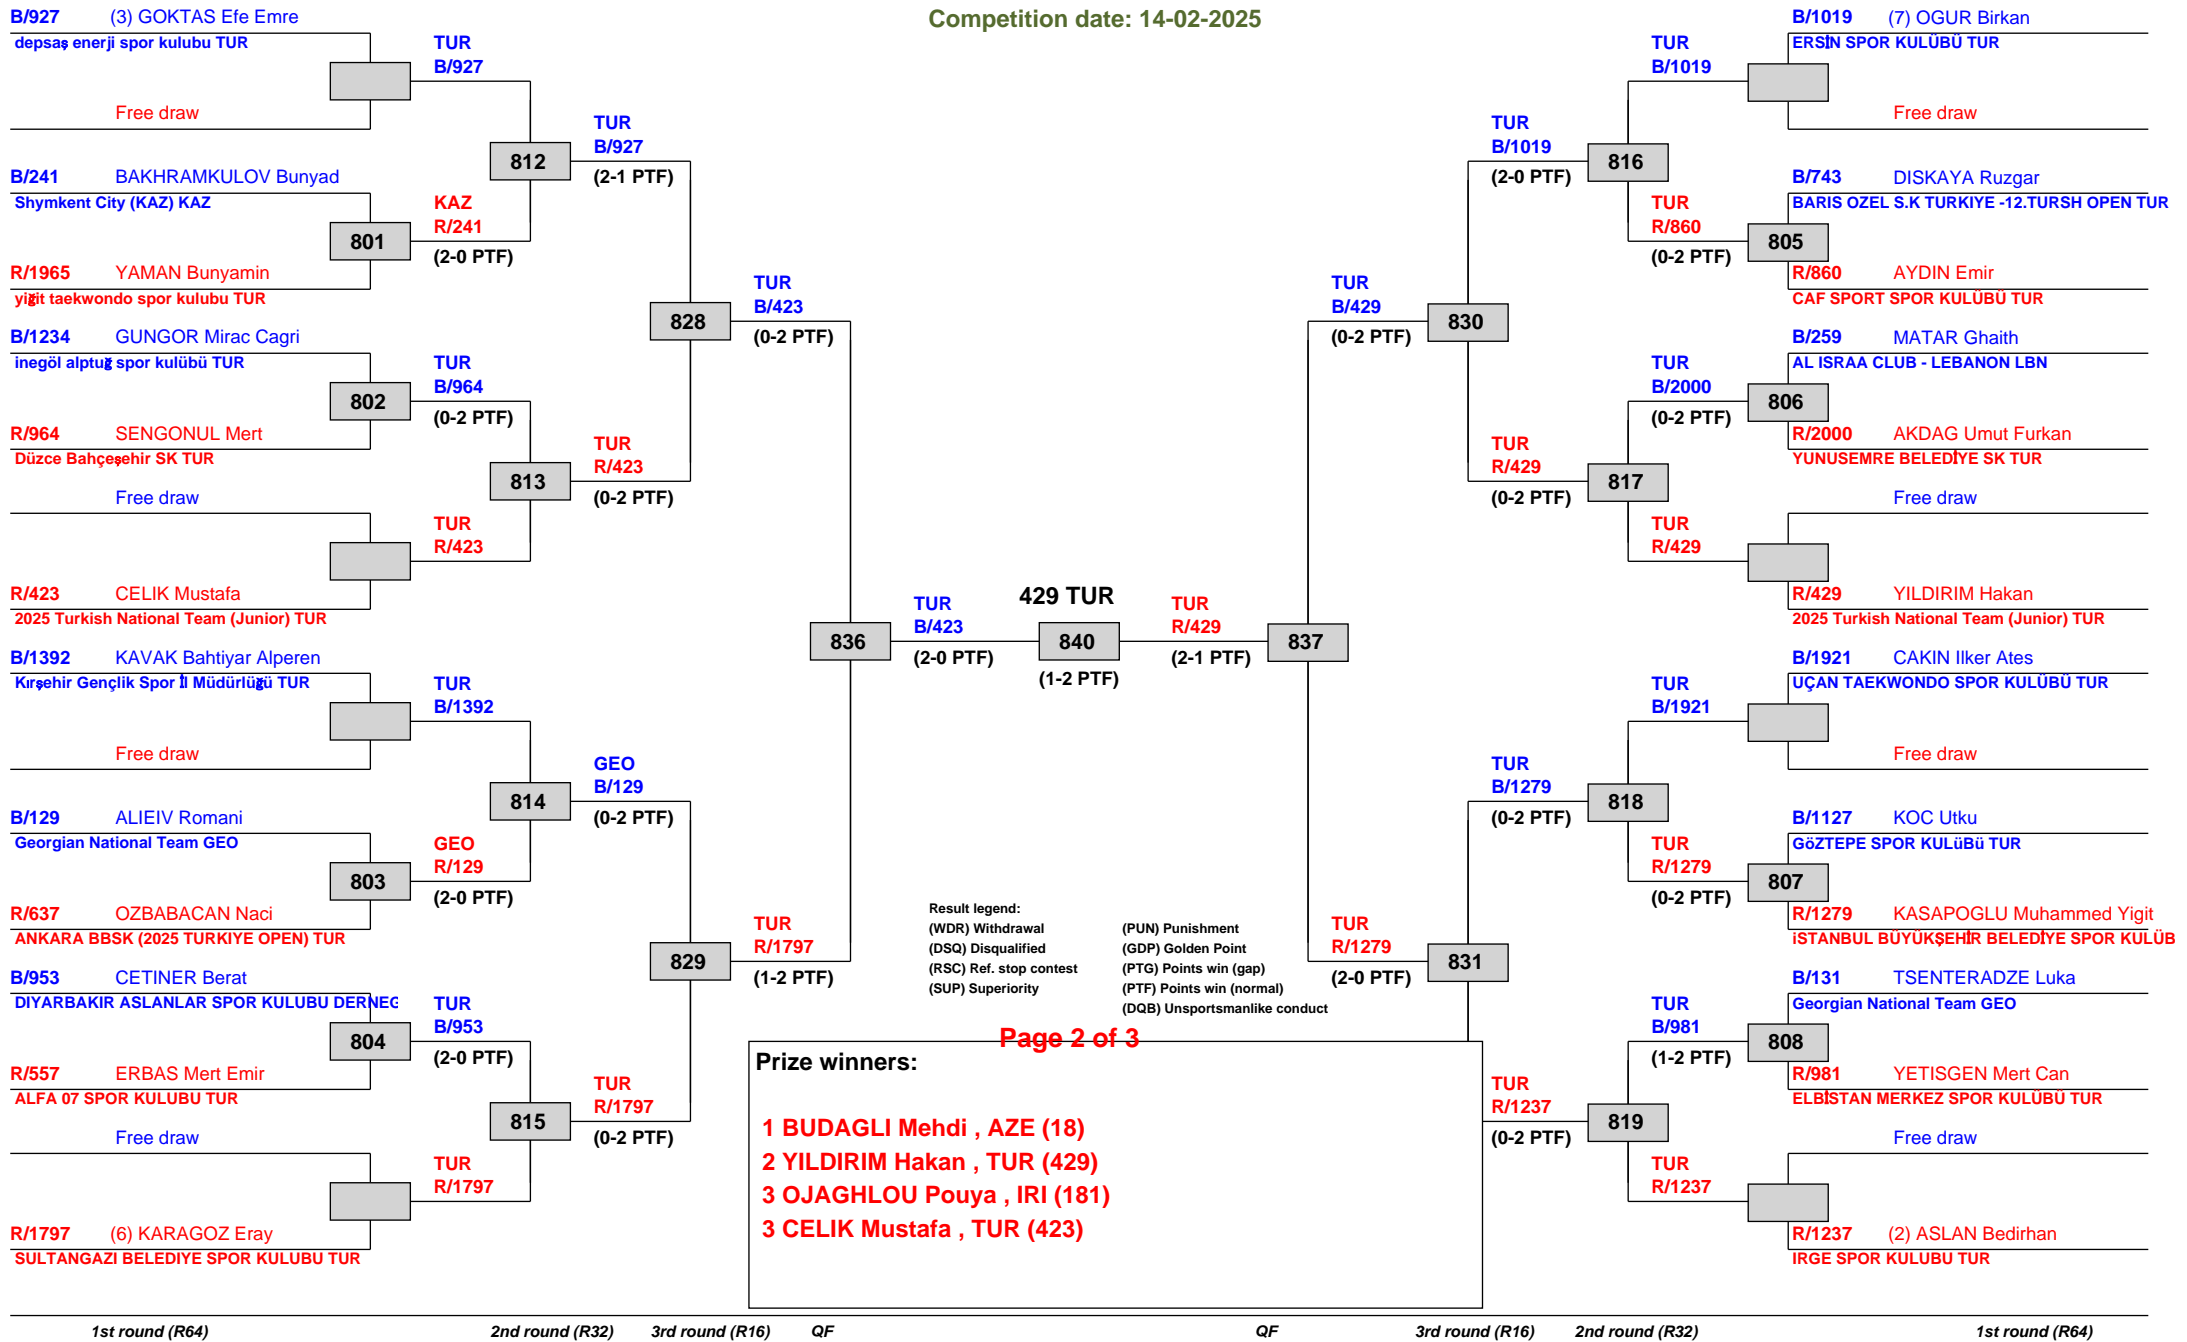 Competition date: 14-02-2025
B/927 (3) GOKTAS Efe Emre
depsaş enerji spor kulubu TUR
Free draw
B/241 BAKHRAMKULOV Bunyad
Shymkent City (KAZ) KAZ
801
R/1965 YAMAN Bunyamin
yiğit taekwondo spor kulubu TUR
B/1234 GUNGOR Mirac Cagri
inegöl alptuğ spor kulübü TUR
802
R/964 SENGONUL Mert
Düzce Bahçeşehir SK TUR
Free draw
R/423 CELIK Mustafa
2025 Turkish National Team (Junior) TUR
B/1392 KAVAK Bahtiyar Alperen
Kırşehir Gençlik Spor İl Müdürlüğü TUR
Free draw
B/129 ALIEIV Romani
Georgian National Team GEO
803
R/637 OZBABACAN Naci
ANKARA BBSK (2025 TURKIYE OPEN) TUR
B/953 CETINER Berat
DIYARBAKIR ASLANLAR SPOR KULUBU DERNEG
804
R/557 ERBAS Mert Emir
ALFA 07 SPOR KULUBU TUR
Free draw
R/1797 (6) KARAGOZ Eray
SULTANGAZI BELEDIYE SPOR KULUBU TUR
TUR
B/927
812
KAZ
R/241
(2-0 PTF)
TUR
B/964
(0-2 PTF)
813
TUR
R/423
TUR
B/1392
814
GEO
R/129
(2-0 PTF)
TUR
B/953
(2-0 PTF)
815
TUR
R/1797
TUR
B/927
(2-1 PTF)
828
TUR
R/423
(0-2 PTF)
GEO
B/129
(0-2 PTF)
829
TUR
R/1797
(0-2 PTF)
TUR
B/423
(0-2 PTF)
836
TUR
R/1797
(1-2 PTF)
TUR
B/423
(2-0 PTF)
429 TUR
840
(1-2 PTF)
TUR
R/429
(2-1 PTF)
837
TUR
B/429
(0-2 PTF)
TUR
R/1279
(2-0 PTF)
TUR
B/1019
(2-0 PTF)
830
TUR
R/429
(0-2 PTF)
TUR
B/1279
(0-2 PTF)
831
TUR
R/1237
(0-2 PTF)
TUR
B/1019
816
TUR
R/860
(0-2 PTF)
TUR
B/2000
(0-2 PTF)
817
TUR
R/429
TUR
B/1921
818
TUR
R/1279
(0-2 PTF)
TUR
B/981
(1-2 PTF)
819
TUR
R/1237
B/1019 (7) OGUR Birkan
ERSİN SPOR KULÜBÜ TUR
Free draw
B/743 DISKAYA Ruzgar
BARIS OZEL S.K TURKIYE -12.TURSH OPEN TUR
805
R/860 AYDIN Emir
CAF SPORT SPOR KULÜBÜ TUR
B/259 MATAR Ghaith
AL ISRAA CLUB - LEBANON LBN
806
R/2000 AKDAG Umut Furkan
YUNUSEMRE BELEDİYE SK TUR
Free draw
R/429 YILDIRIM Hakan
2025 Turkish National Team (Junior) TUR
B/1921 CAKIN Ilker Ates
UÇAN TAEKWONDO SPOR KULÜBÜ TUR
Free draw
B/1127 KOC Utku
GöZTEPE SPOR KULüBü TUR
807
R/1279 KASAPOGLU Muhammed Yigit
iSTANBUL BÜYÜKŞEHİR BELEDİYE SPOR KULÜB
B/131 TSENTERADZE Luka
Georgian National Team GEO
808
R/981 YETISGEN Mert Can
ELBİSTAN MERKEZ SPOR KULÜBÜ TUR
Free draw
R/1237 (2) ASLAN Bedirhan
IRGE SPOR KULUBU TUR
Result legend:
(WDR) Withdrawal (PUN) Punishment
(DSQ) Disqualified (GDP) Golden Point
(RSC) Ref. stop contest (PTG) Points win (gap)
(SUP) Superiority (PTF) Points win (normal)
(DQB) Unsportsmanlike conduct
Page 2 of 3
Prize winners:
1 BUDAGLI Mehdi , AZE (18)
2 YILDIRIM Hakan , TUR (429)
3 OJAGHLOU Pouya , IRI (181)
3 CELIK Mustafa , TUR (423)
1st round (R64) 2nd round (R32) 3rd round (R16) QF QF 3rd round (R16) 2nd round (R32) 1st round (R64)